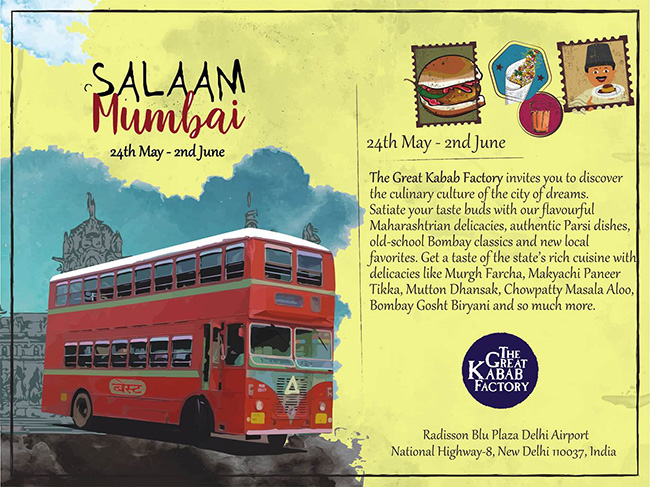 SALAAM
Mumbai
24th May - 2nd June
बेस्ट
24th May - 2nd June
The Great Kabab Factory invites you to discover
the culinary culture of the city of dreams.
Satiate your taste buds with our flavourful
Maharashtrian delicacies, authentic Parsi dishes,
old-school Bombay classics and new local
favorites. Get a taste of the state's rich cuisine with
delicacies like Murgh Farcha, Makyachi Paneer
Tikka, Mutton Dhansak, Chowpatty Masala Aloo,
Bombay Gosht Biryani and so much more.
THE
GREAT
KABAB
FACTORY
Radisson Blu Plaza Delhi Airport
National Highway-8, New Delhi 110037, India